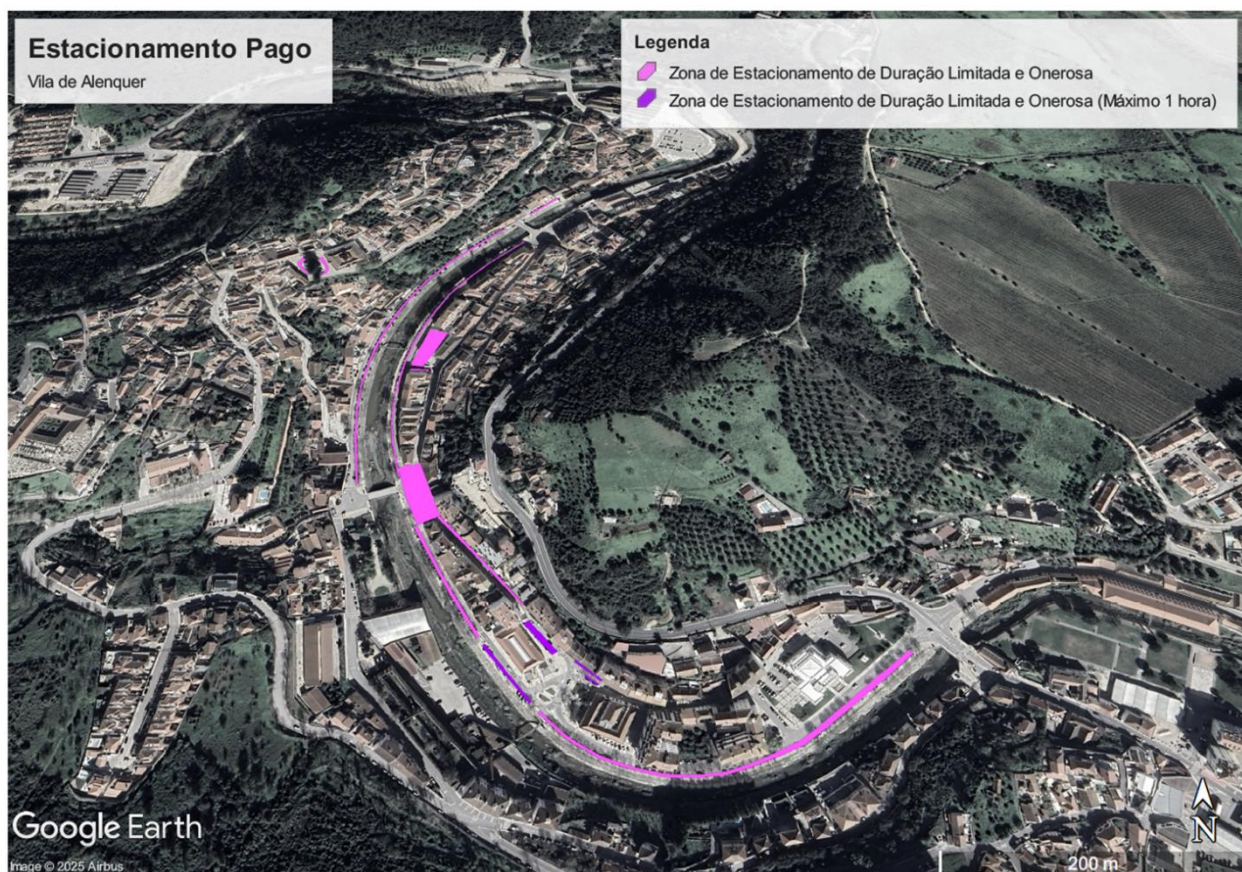 Estacionamento Pago
Vila de Alenquer
Legenda
Zona de Estacionamento de Duração Limitada e Onerosa
Zona de Estacionamento de Duração Limitada e Onerosa (Máximo 1 hora)
Google Earth
Image © 2025 Airbus
N
200 m